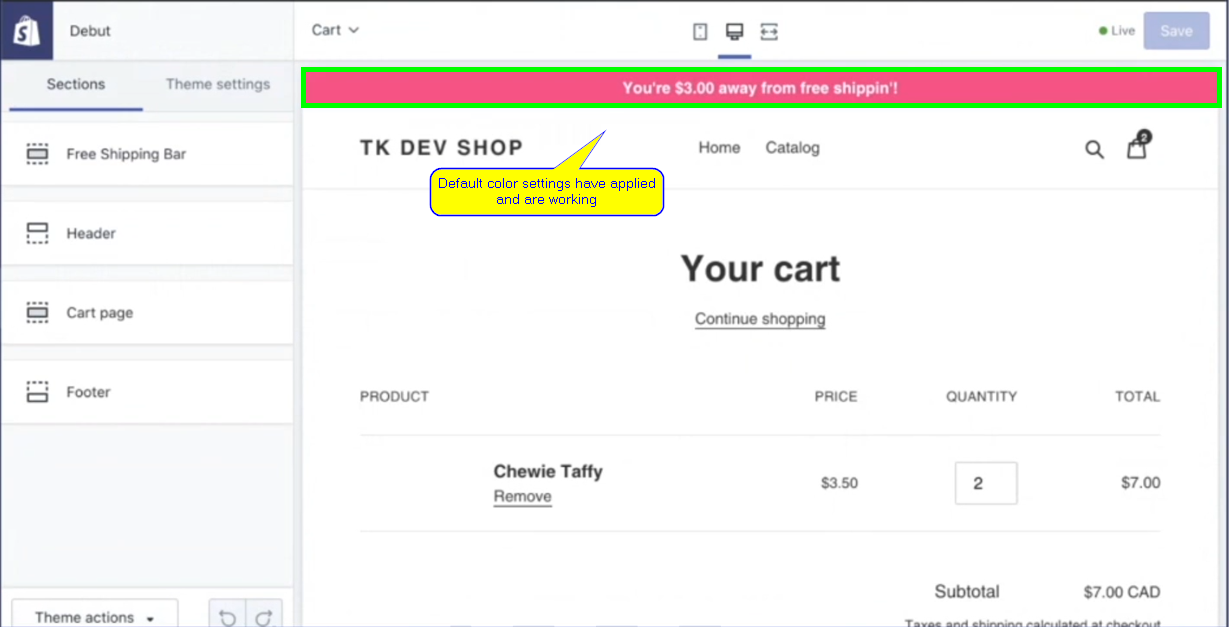 Debut
Cart
Live
Save
Sections
Theme settings
You're $3.00 away from free shippin'!
Free Shipping Bar
TK DEV SHOP
Home
Catalog
2
Default color settings have applied
and are working
Header
Your cart
Continue shopping
Cart page
Footer
PRODUCT
PRICE
QUANTITY
TOTAL
Chewie Taffy
Remove
$3.50
2
$7.00
Subtotal
$7.00 CAD
Theme actions
Taxes and shipping calculated at checkout